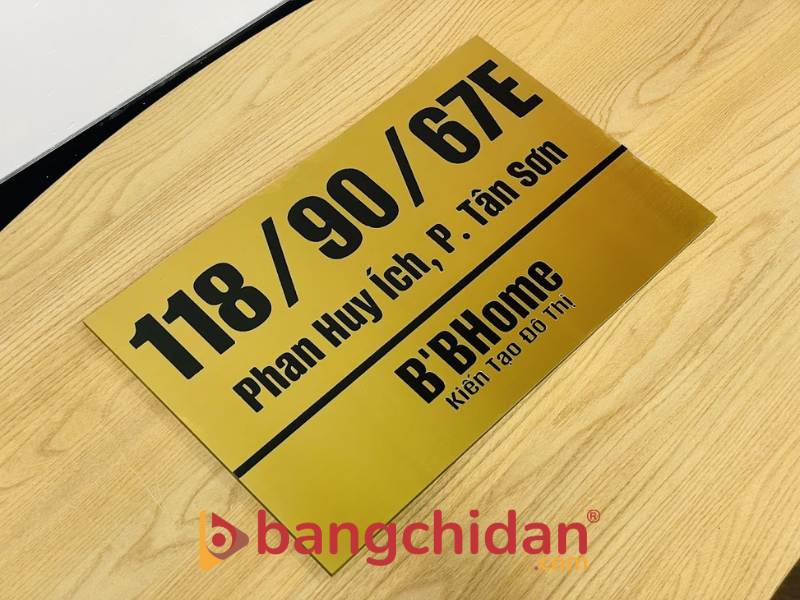 118/90/67E
Phan Huy Ích, P. Tân Sơn
B'BHome
Kiến Tạo Đô Thị
bangchidan®
.com